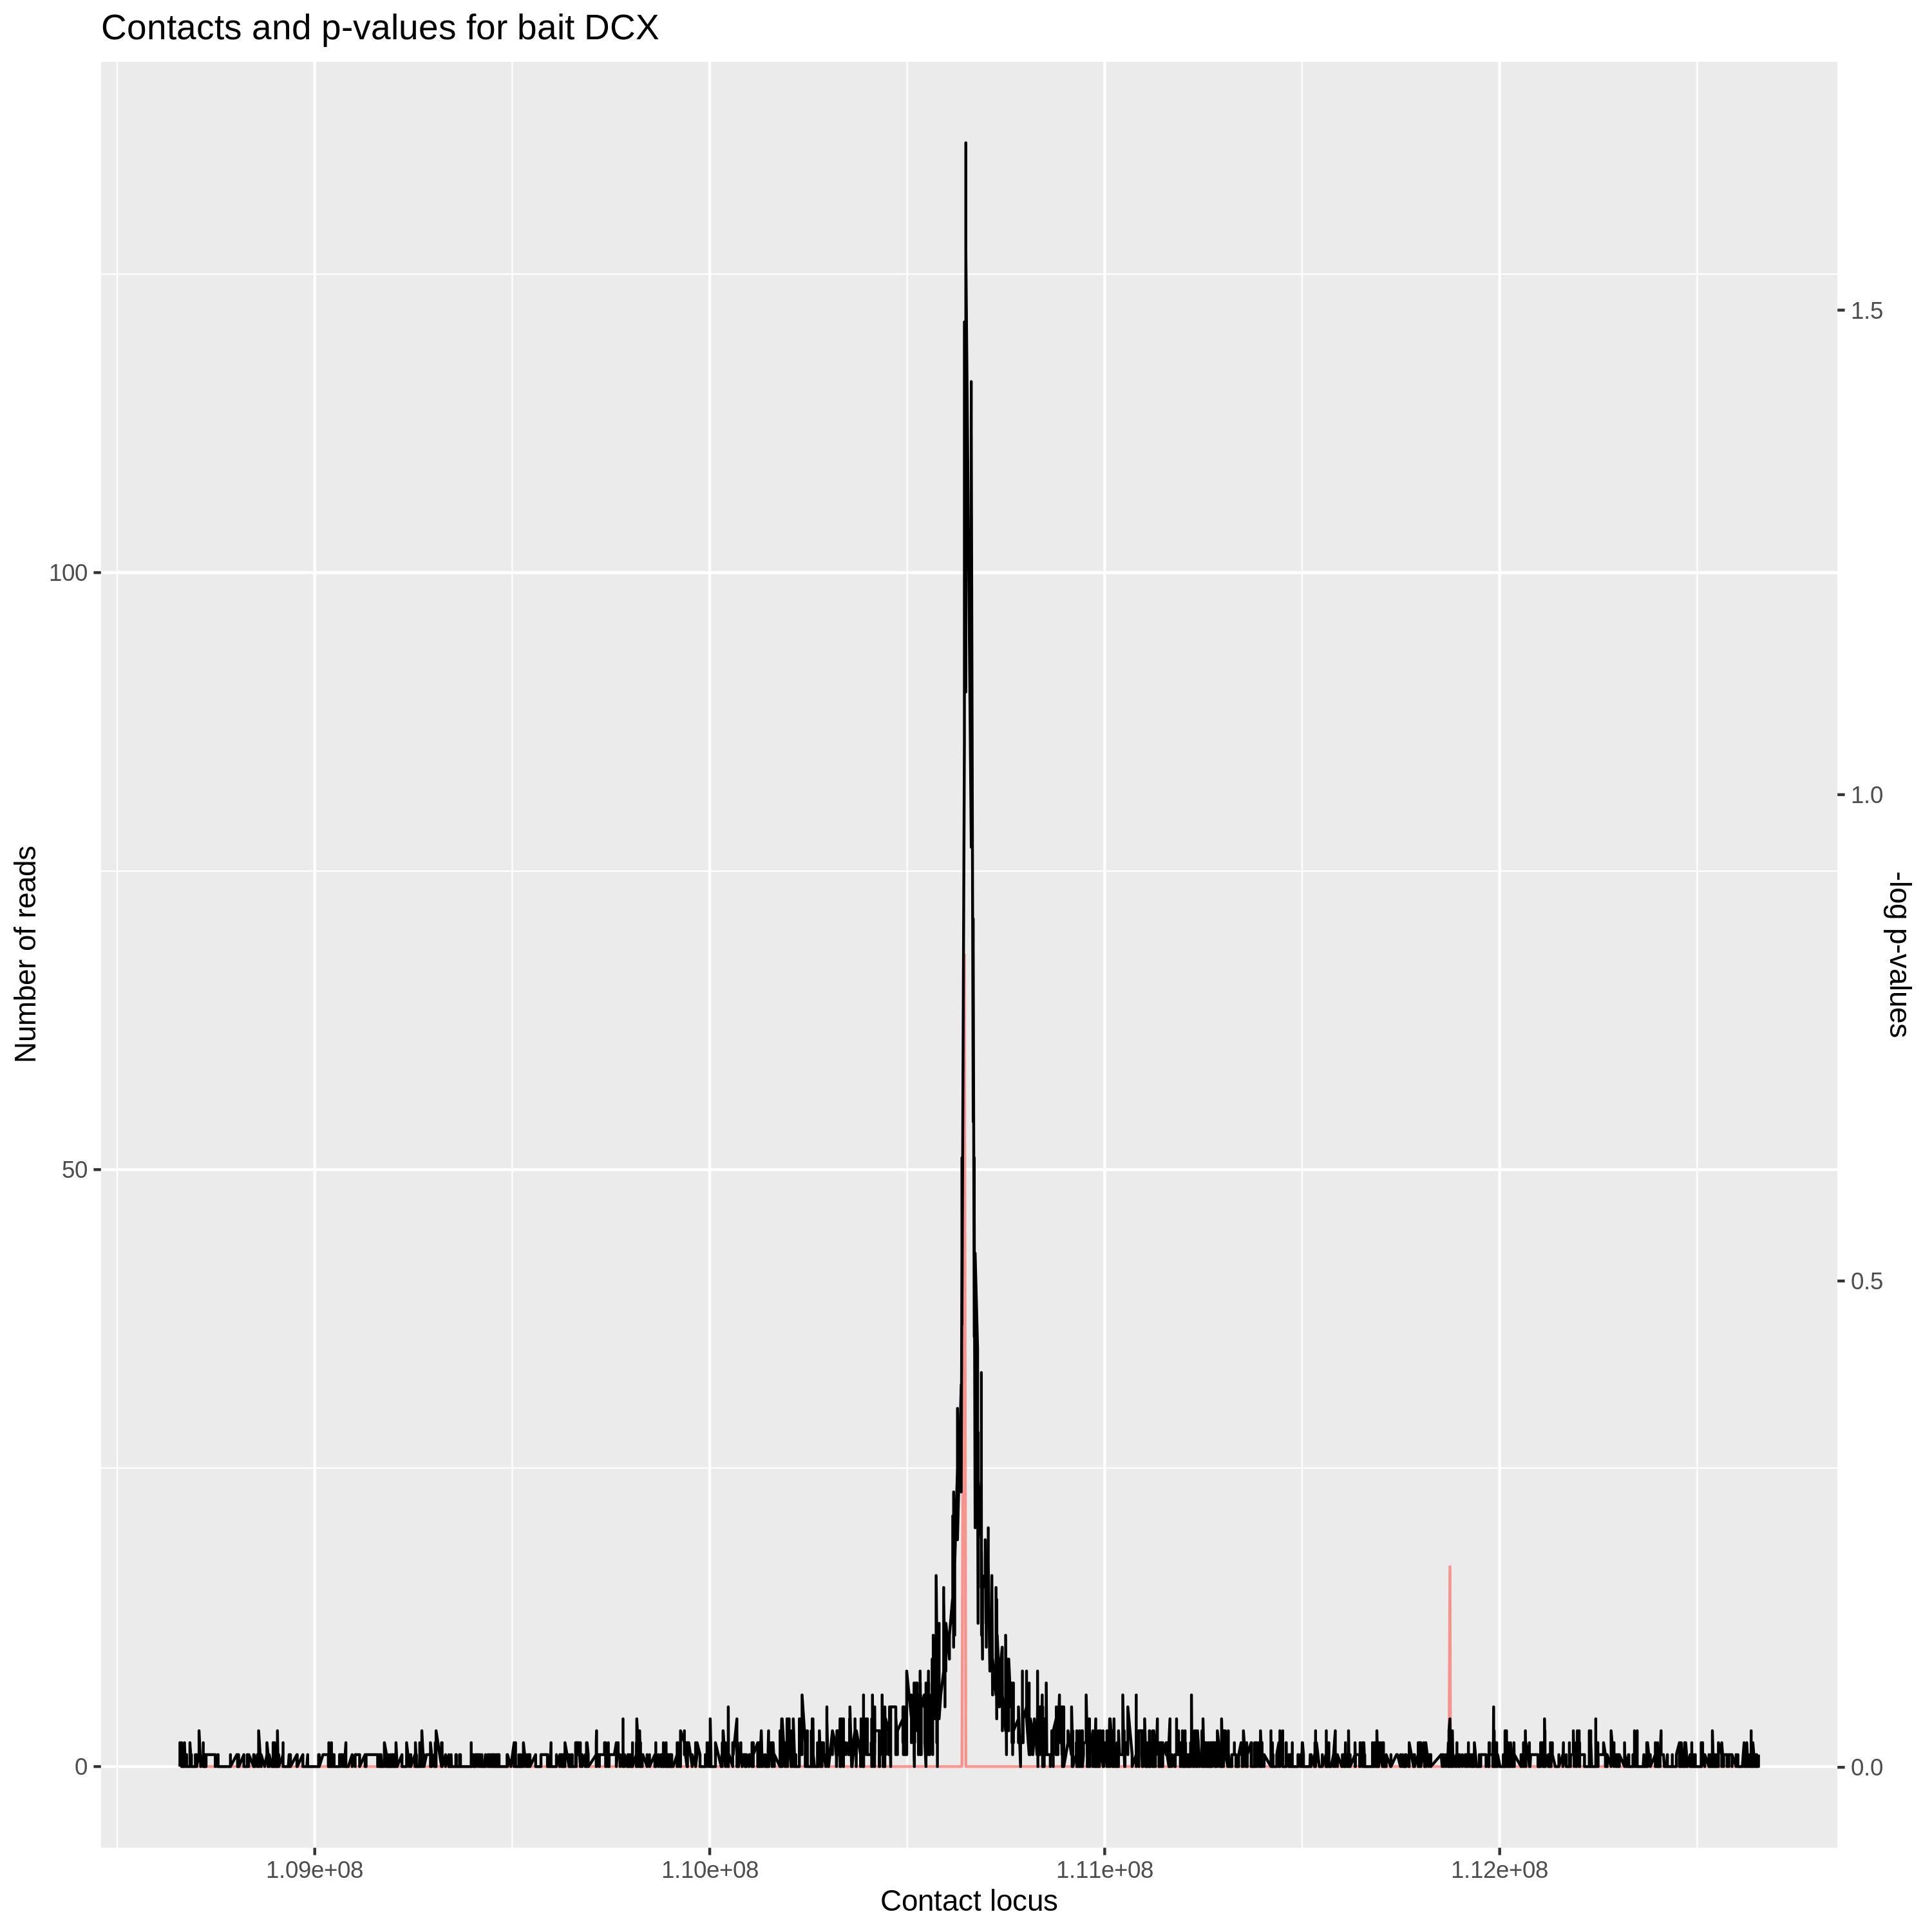 Contacts and p-values for bait DCX
Number of reads
100
50
0
1.5
1.0
0.5
0.0
-log p-values
1.09e+08
1.10e+08
1.11e+08
1.12e+08
Contact locus